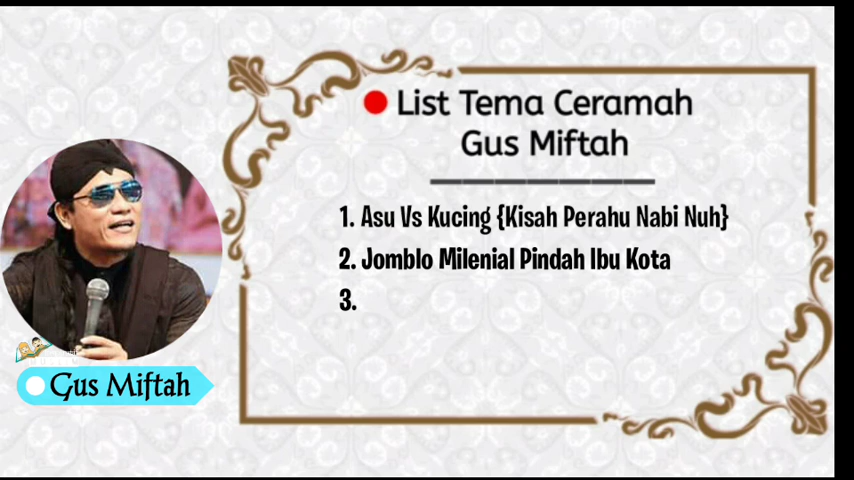 List Tema Ceramah
Gus Miftah
1. Asu Vs Kucing {Kisah Perahu Nabi Nuh}
2. Jomblo Milenial Pindah Ibu Kota
3.
Gus Miftah